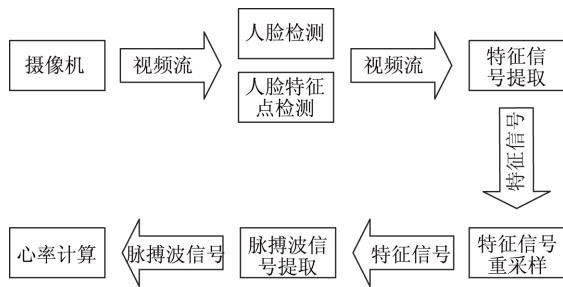 摄像机
视频流
人脸检测
人脸特征
点检测
视频流
特征信
号提取
特征信号
特征信号
重采样
特征信号
脉搏波信
号提取
脉搏波信号
心率计算